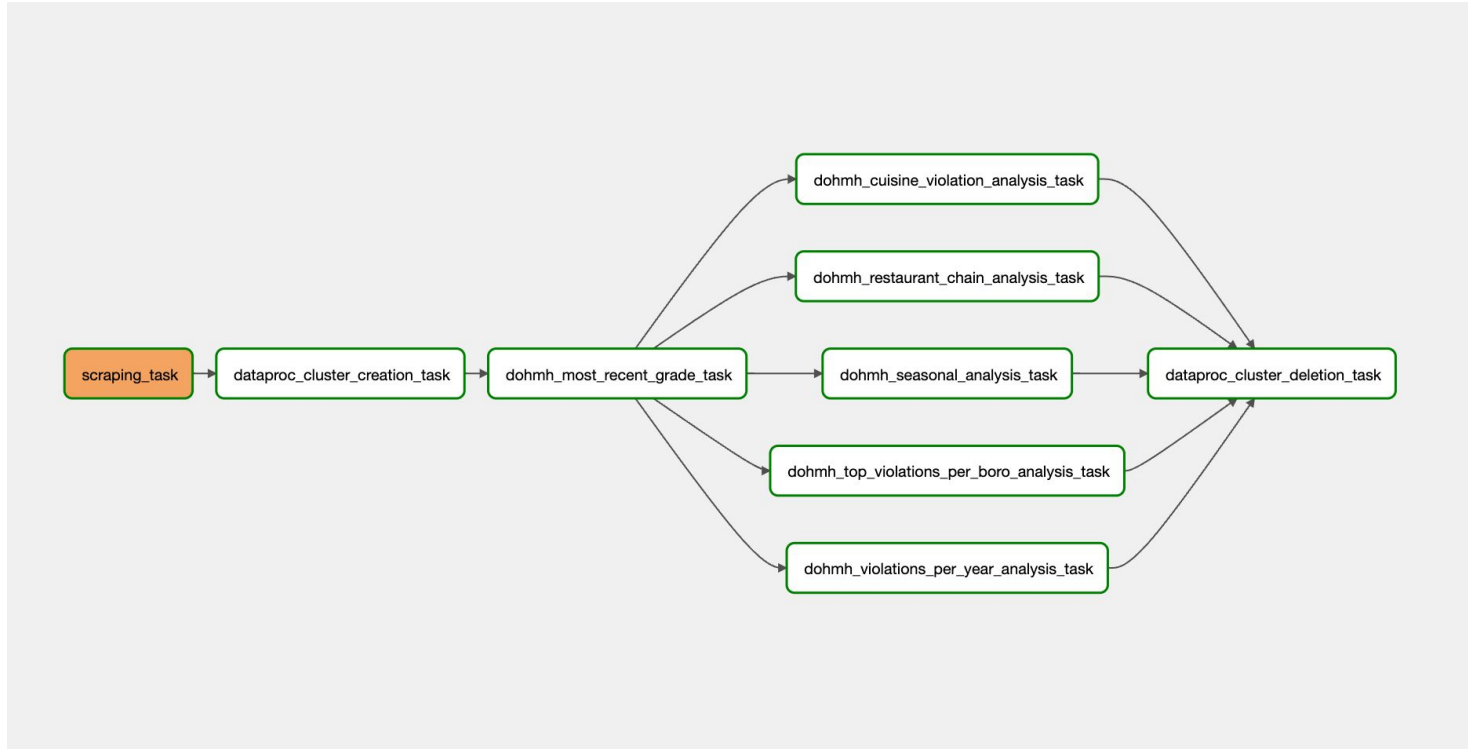 dohmh_cuisine_violation_analysis_task
dohmh_restaurant_chain_analysis_task
scraping_task
dataproc_cluster_creation_task
dohmh_most_recent_grade_task
dohmh_seasonal_analysis_task
dataproc_cluster_deletion_task
dohmh_top_violations_per_boro_analysis_task
dohmh_violations_per_year_analysis_task